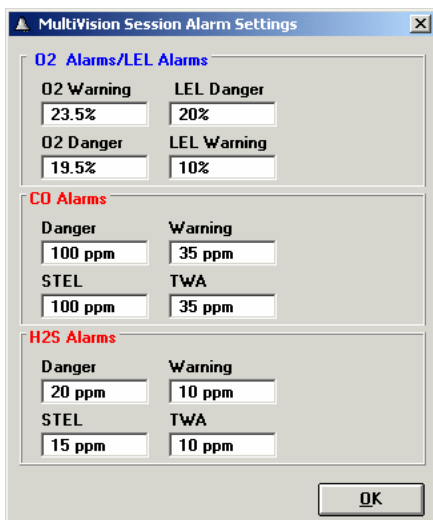 MultiVision Session Alarm Settings
O2 Alarms/LEL Alarms
O2 Warning LEL Danger
23.5% 20%
O2 Danger LEL Warning
19.5% 10%
CO Alarms
Danger Warning
100 ppm 35 ppm
STEL TWA
100 ppm 35 ppm
H2S Alarms
Danger Warning
20 ppm 10 ppm
STEL TWA
15 ppm 10 ppm
OK